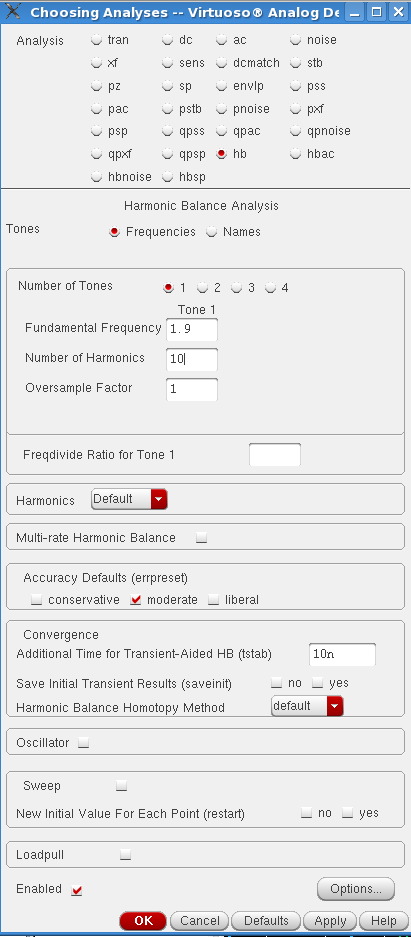 Choosing Analyses -- Virtuoso® Analog De
Analysis tran dc ac noise
xf sens dcmatch stb
pz sp envlp pss
pac pstb pnoise pxf
psp qpss qpac qpnoise
qpxf qpsp hb hbac
hbnoise hbsp
Harmonic Balance Analysis
Tones Frequencies Names
Number of Tones 1 2 3 4
Tone 1
Fundamental Frequency 1.9
Number of Harmonics 10
Oversample Factor 1
Freqdivide Ratio for Tone 1
Harmonics Default
Multi-rate Harmonic Balance
Accuracy Defaults (errpreset)
conservative moderate liberal
Convergence
Additional Time for Transient-Aided HB (tstab) 10n
Save Initial Transient Results (saveinit) no yes
Harmonic Balance Homotopy Method default
Oscillator
Sweep
New Initial Value For Each Point (restart) no yes
Loadpull
Enabled Options...
OK Cancel Defaults Apply Help